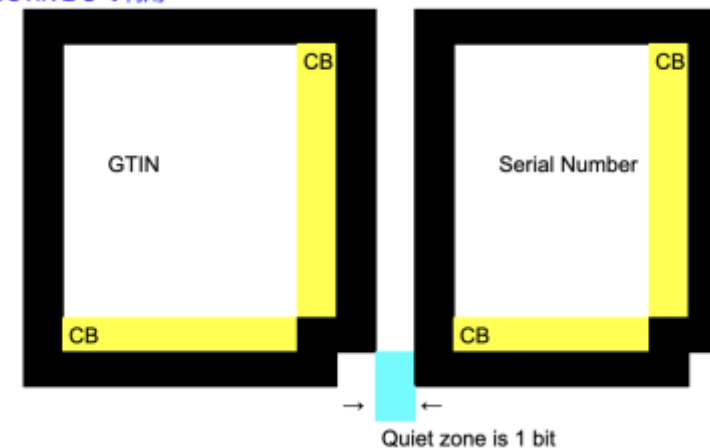 CB
CB
GTIN
Serial Number
CB
CB
→ ←
Quiet zone is 1 bit